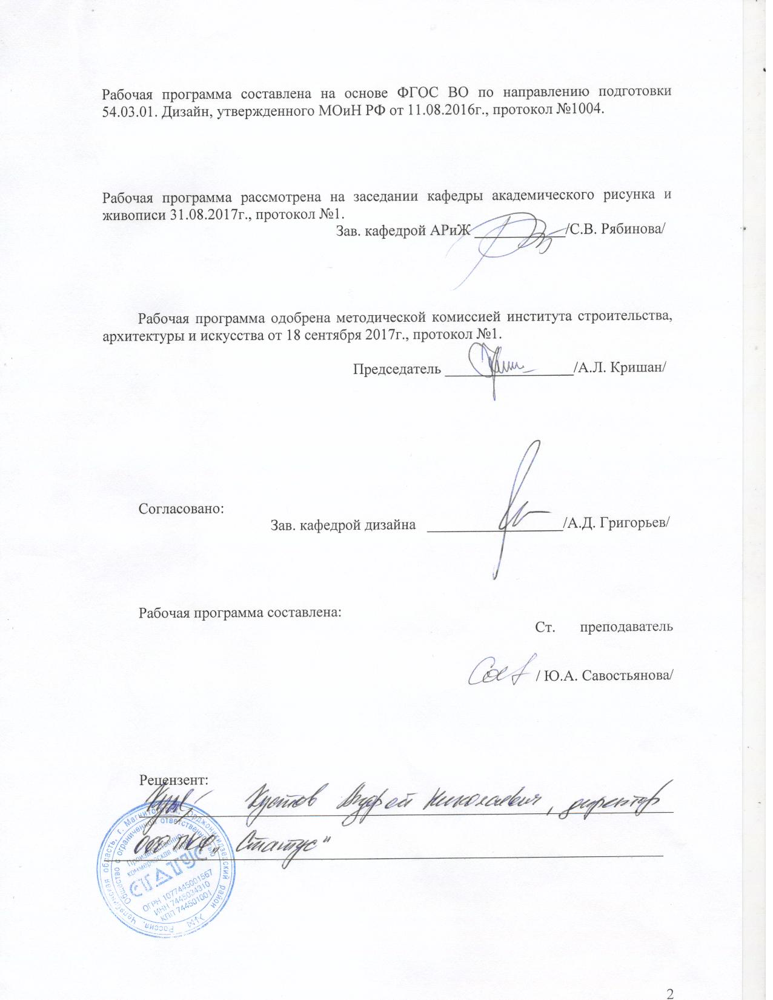 Рабочая программа составлена на основе ФГОС ВО по направлению подготовки
54.03.01. Дизайн, утвержденного МОиН РФ от 11.08.2016г., протокол №1004.
Рабочая программа рассмотрена на заседании кафедры академического рисунка и
живописи 31.08.2017г., протокол №1.
Зав. кафедрой АРиЖ ____________/С.В. Рябинова/
Рабочая программа одобрена методической комиссией института строительства,
архитектуры и искусства от 18 сентября 2017г., протокол №1.
Председатель _________________/А.Л. Кришан/
Согласовано:
Зав. кафедрой дизайна __________________/А.Д. Григорьев/
Рабочая программа составлена:
Ст. преподаватель
/ Ю.А. Савостьянова/
Рецензент:
Андрей Николаевич, директор
ООО ПКФ „Статус"
Россия, Челябинская область, г. Магнитогорск, Орджоникидзевский район
Общество с ограниченной ответственностью
Производственно-
коммерческая фирма
СТАТУС
ОГРН 1077445001567
ИНН 7445034310
КПП 744501001
2